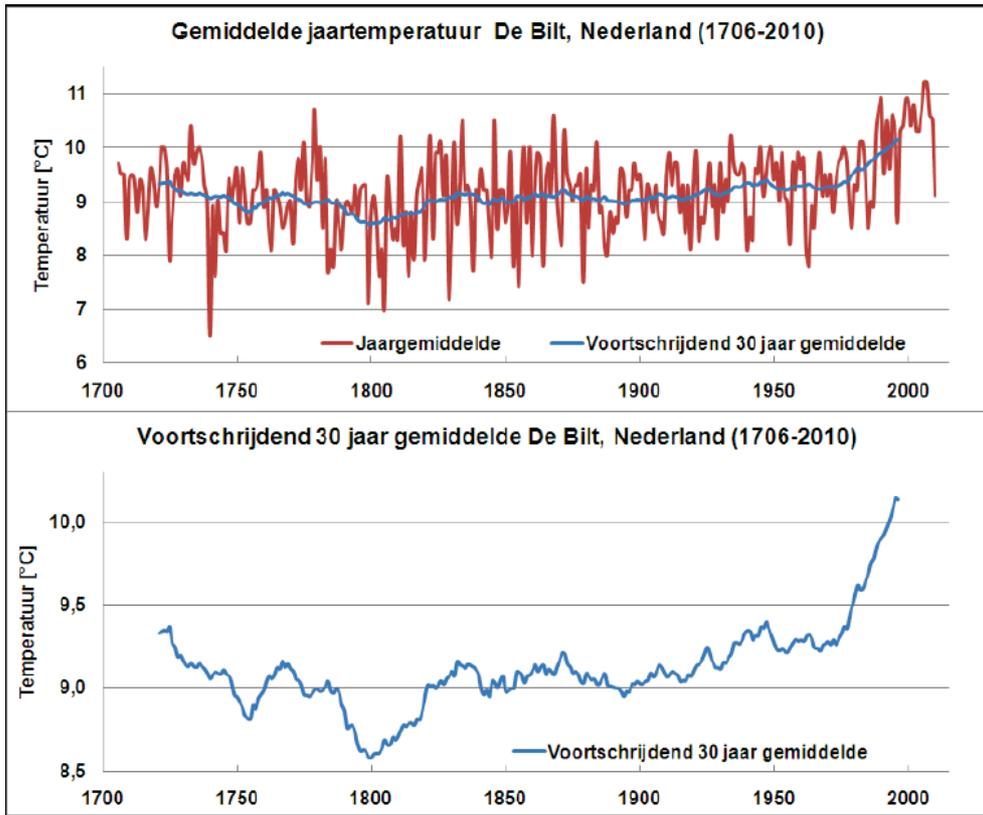 Gemiddelde jaartemperatuur De Bilt, Nederland (1706-2010)
Temperatuur [°C]
11
10
9
8
7
6
Jaargemiddelde
Voortschrijdend 30 jaar gemiddelde
1700 1750 1800 1850 1900 1950 2000
Voortschrijdend 30 jaar gemiddelde De Bilt, Nederland (1706-2010)
Temperatuur [°C]
10,0
9,5
9,0
8,5
Voortschrijdend 30 jaar gemiddelde
1700 1750 1800 1850 1900 1950 2000